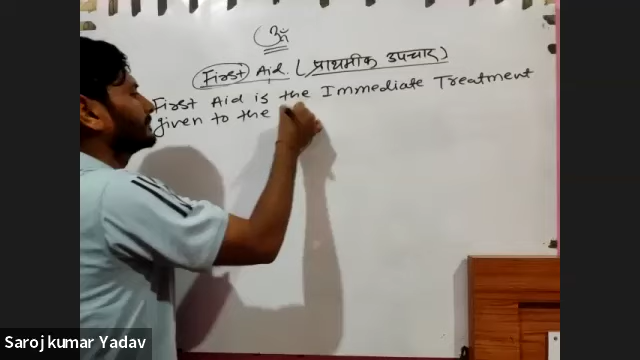 ॐ
First Aid. (प्राथमीक उपचार)
First Aid is the Immediate Treatment
given to the
Saroj kumar Yadav